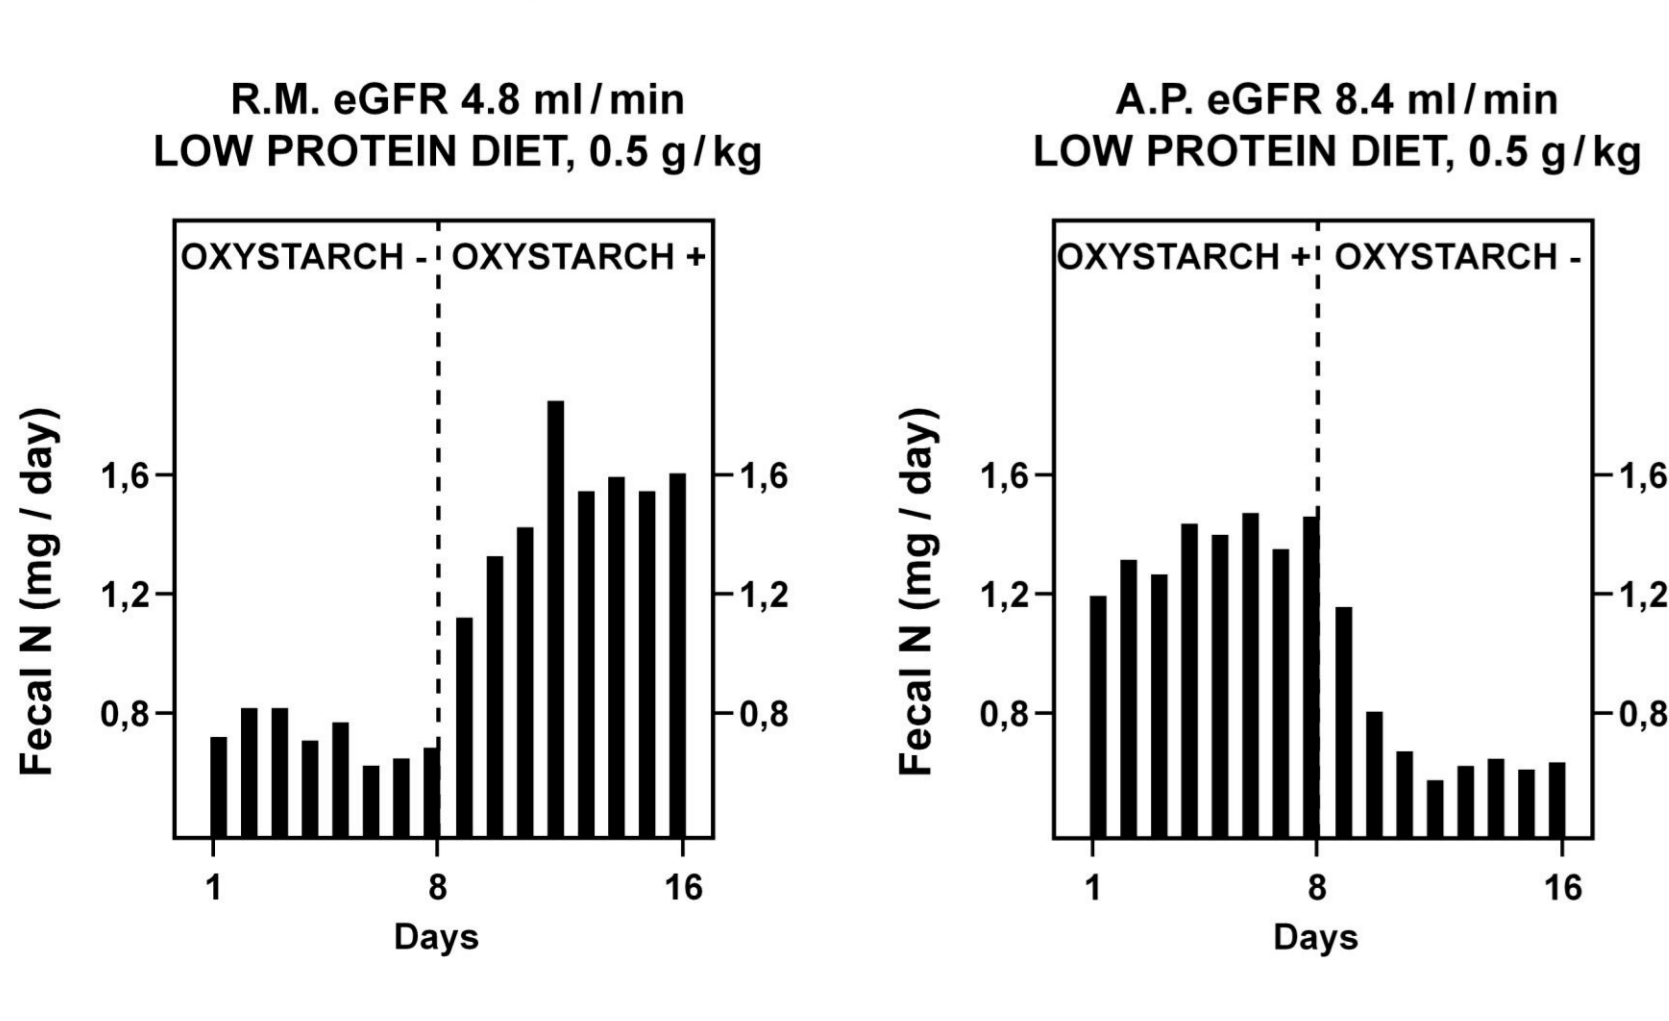 R.M. eGFR 4.8 ml/min
LOW PROTEIN DIET, 0.5 g/kg
OXYSTARCH -
OXYSTARCH +
Fecal N (mg / day)
1,6
1,2
0,8
1,6
1,2
0,8
1
8
16
Days
A.P. eGFR 8.4 ml/min
LOW PROTEIN DIET, 0.5 g/kg
OXYSTARCH +
OXYSTARCH -
Fecal N (mg / day)
1,6
1,2
0,8
1,6
1,2
0,8
1
8
16
Days